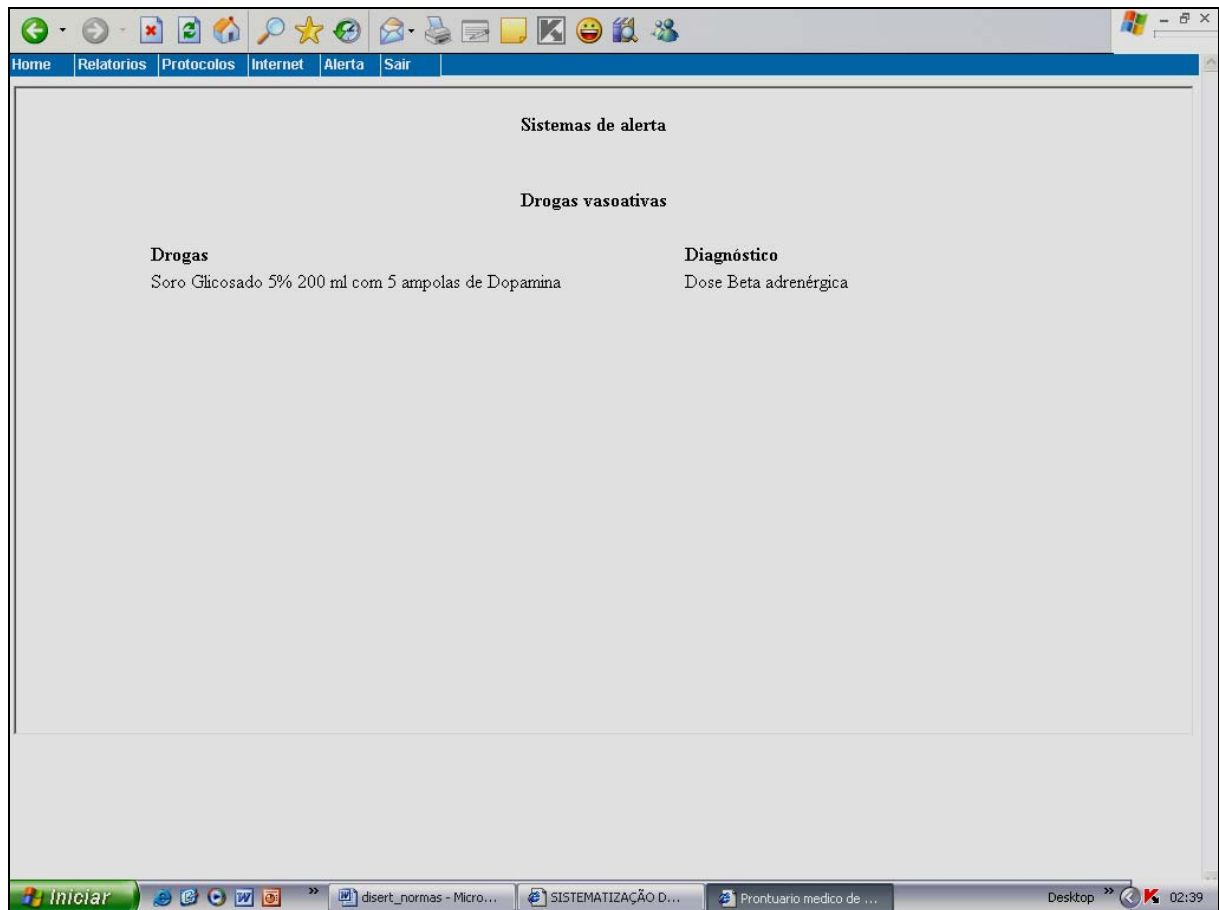 Home Relatorios Protocolos Internet Alerta Sair
Sistemas de alerta
Drogas vasoativas
Drogas Diagnóstico
Soro Glicosado 5% 200 ml com 5 ampolas de Dopamina Dose Beta adrenérgica
Iniciar » disert_normas - Micro... SISTEMATIZAÇÃO D... Prontuario medico de ... Desktop » 02:39